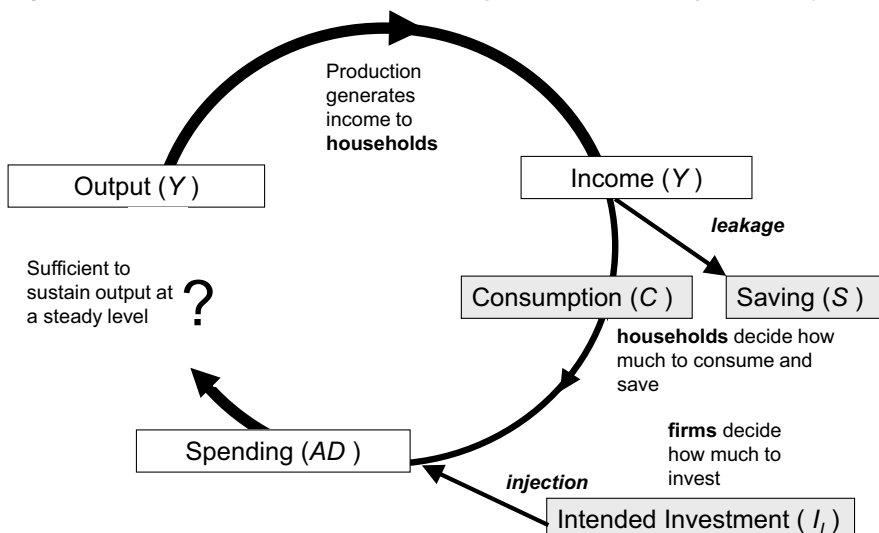 Production
generates
income to
households
Output (Y )
Income (Y )
leakage
Sufficient to
sustain output at
a steady level
?
Consumption (C )
Saving (S )
households decide how
much to consume and
save
Spending (AD )
firms decide
how much to
invest
injection
Intended Investment ( I_I )